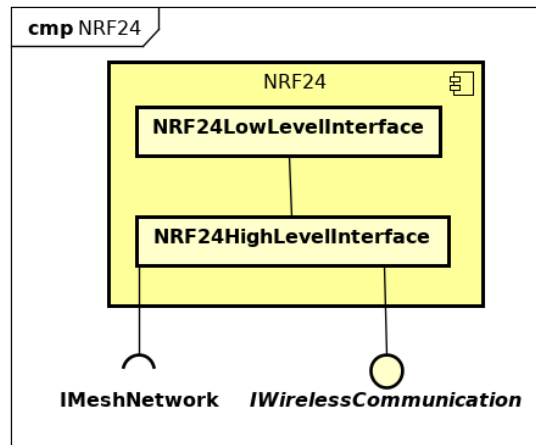 cmp NRF24
NRF24
NRF24LowLevelInterface
NRF24HighLevelInterface
IMeshNetwork IWirelessCommunication